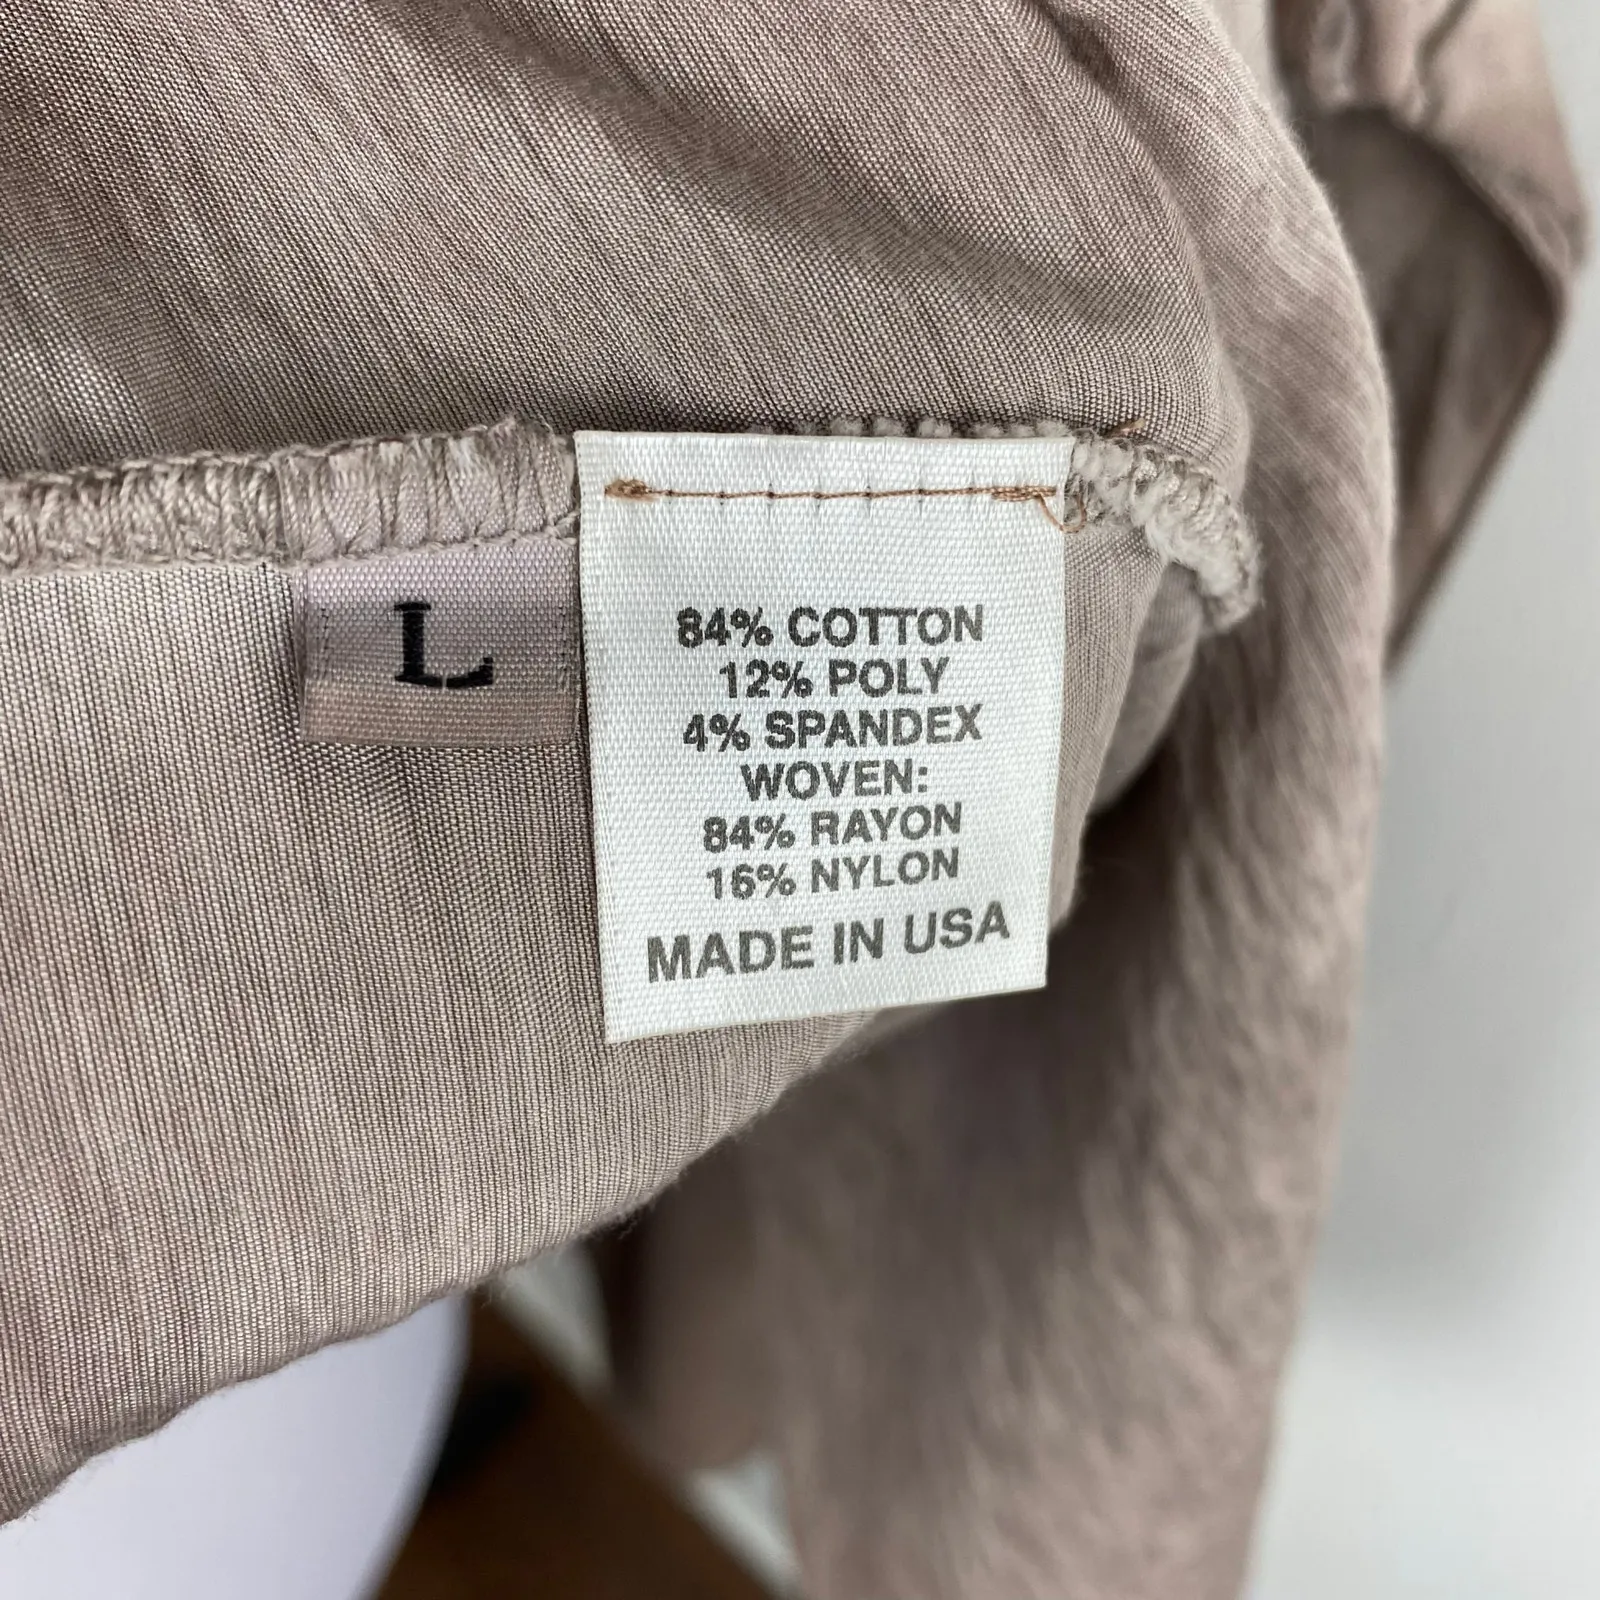 L
84% COTTON
12% POLY
4% SPANDEX
WOVEN:
84% RAYON
16% NYLON
MADE IN USA